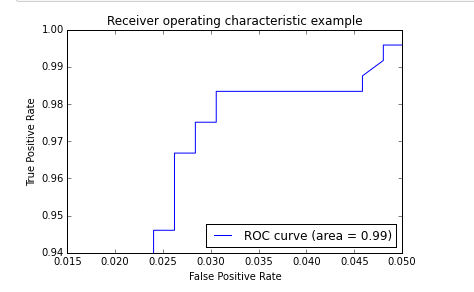 Receiver operating characteristic example
1.00
0.99
0.98
0.97
0.96
0.95
0.94
True Positive Rate
ROC curve (area = 0.99)
0.015 0.020 0.025 0.030 0.035 0.040 0.045 0.050
False Positive Rate